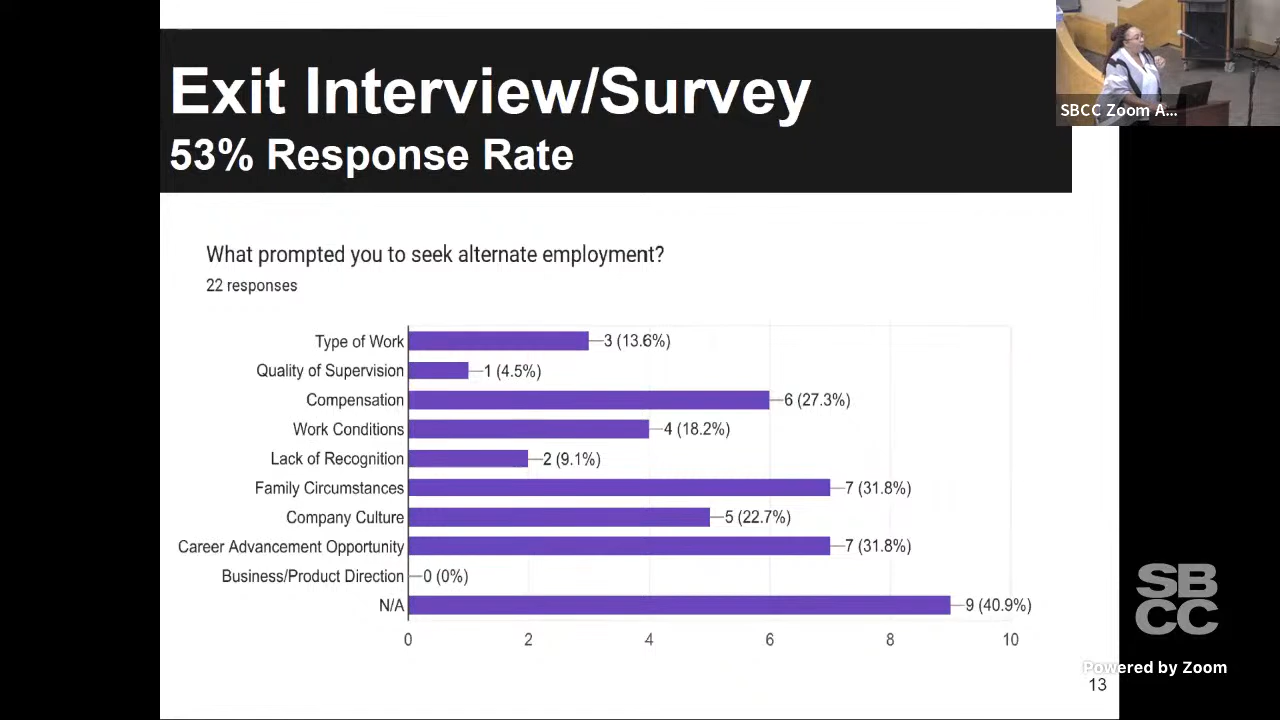 Exit Interview/Survey
53% Response Rate
SBCC Zoom A...
What prompted you to seek alternate employment?
22 responses
Type of Work 3 (13.6%)
Quality of Supervision 1 (4.5%)
Compensation 6 (27.3%)
Work Conditions 4 (18.2%)
Lack of Recognition 2 (9.1%)
Family Circumstances 7 (31.8%)
Company Culture 5 (22.7%)
Career Advancement Opportunity 7 (31.8%)
Business/Product Direction 0 (0%)
N/A 9 (40.9%)
0 2 4 6 8 10
SB
CC
Powered by Zoom
13